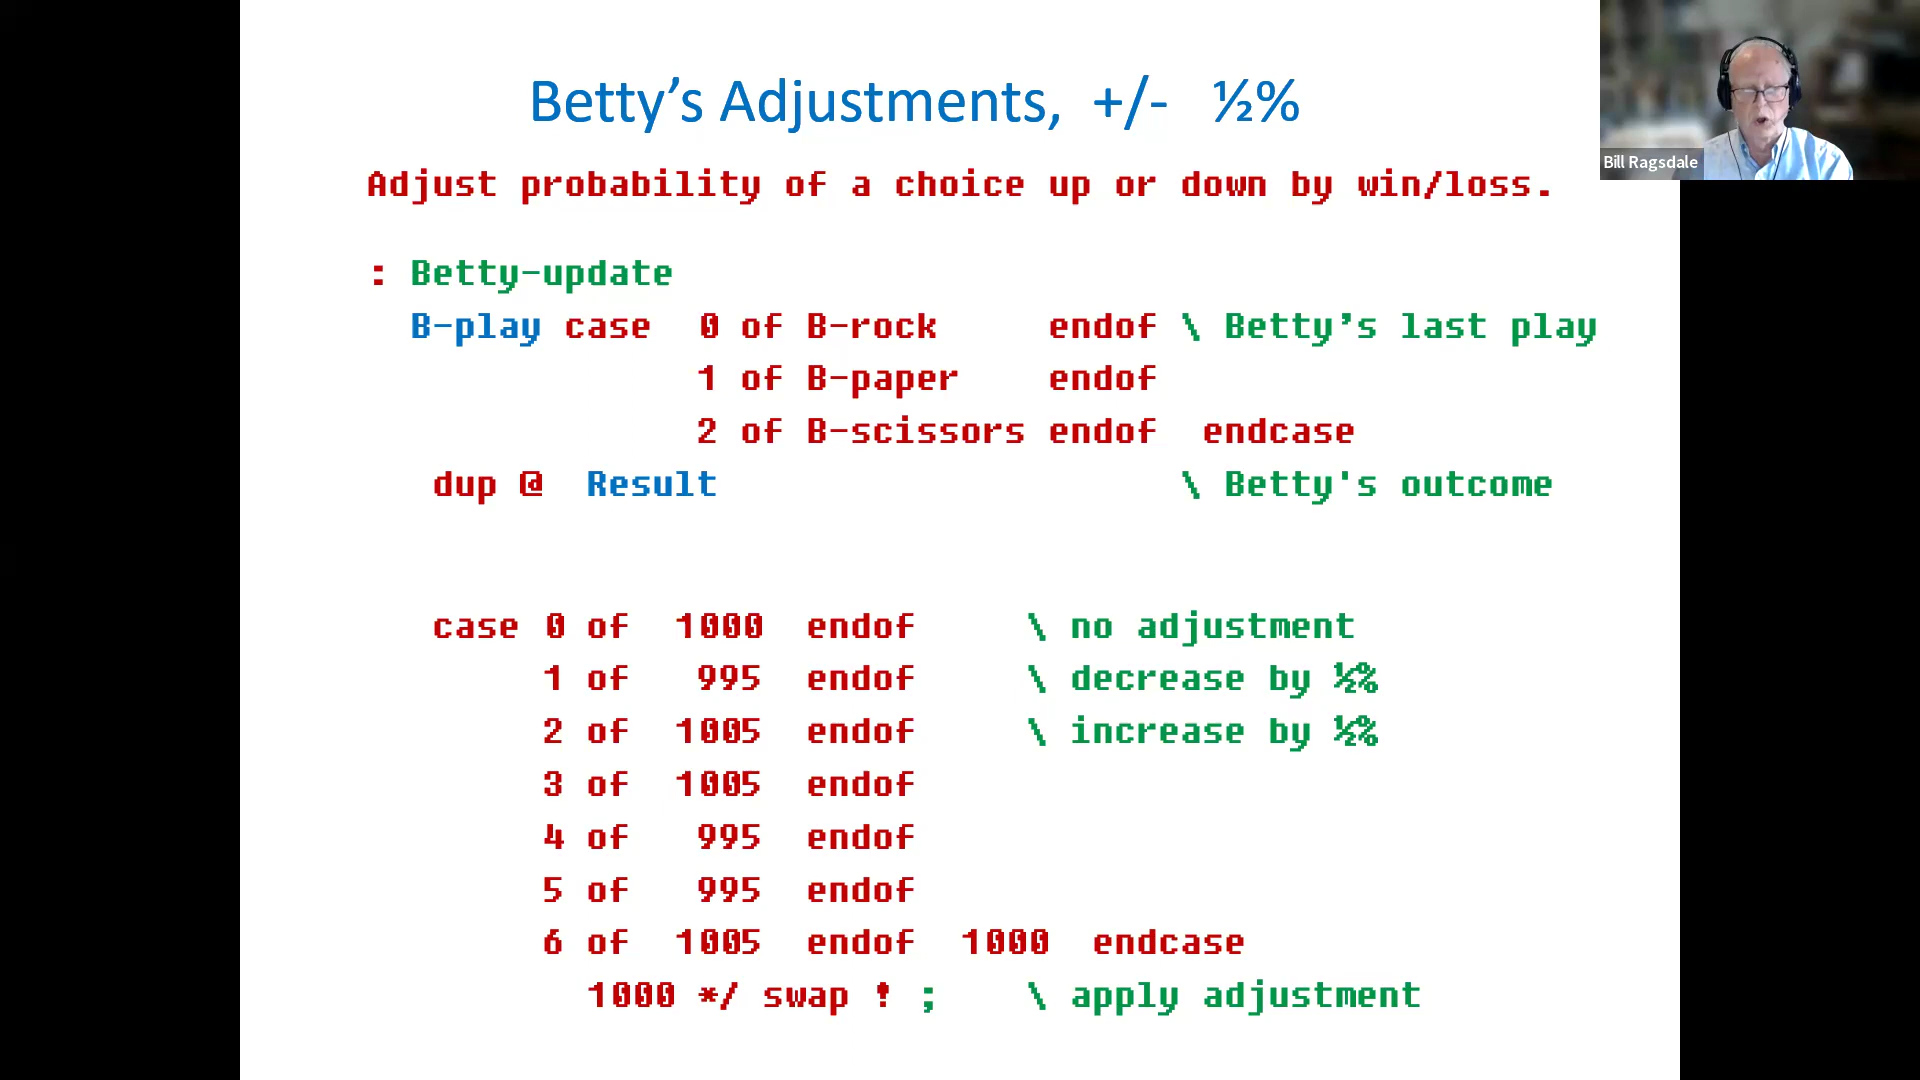 Betty’s Adjustments, +/- ½%
Bill Ragsdale
Adjust probability of a choice up or down by win/loss.
: Betty-update
B-play case 0 of B-rock endof \ Betty’s last play
1 of B-paper endof
2 of B-scissors endof endcase
dup @ Result \ Betty's outcome
case 0 of 1000 endof \ no adjustment
1 of 995 endof \ decrease by ½%
2 of 1005 endof \ increase by ½%
3 of 1005 endof
4 of 995 endof
5 of 995 endof
6 of 1005 endof 1000 endcase
1000 */ swap ! ; \ apply adjustment